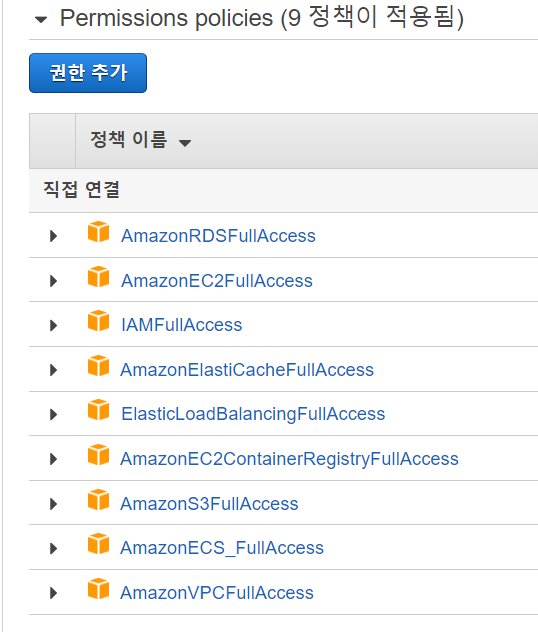 Permissions policies (9 정책이 적용됨)
권한 추가
정책 이름
직접 연결
AmazonRDSFullAccess
AmazonEC2FullAccess
IAMFullAccess
AmazonElastiCacheFullAccess
ElasticLoadBalancingFullAccess
AmazonEC2ContainerRegistryFullAccess
AmazonS3FullAccess
AmazonECS_FullAccess
AmazonVPCFullAccess